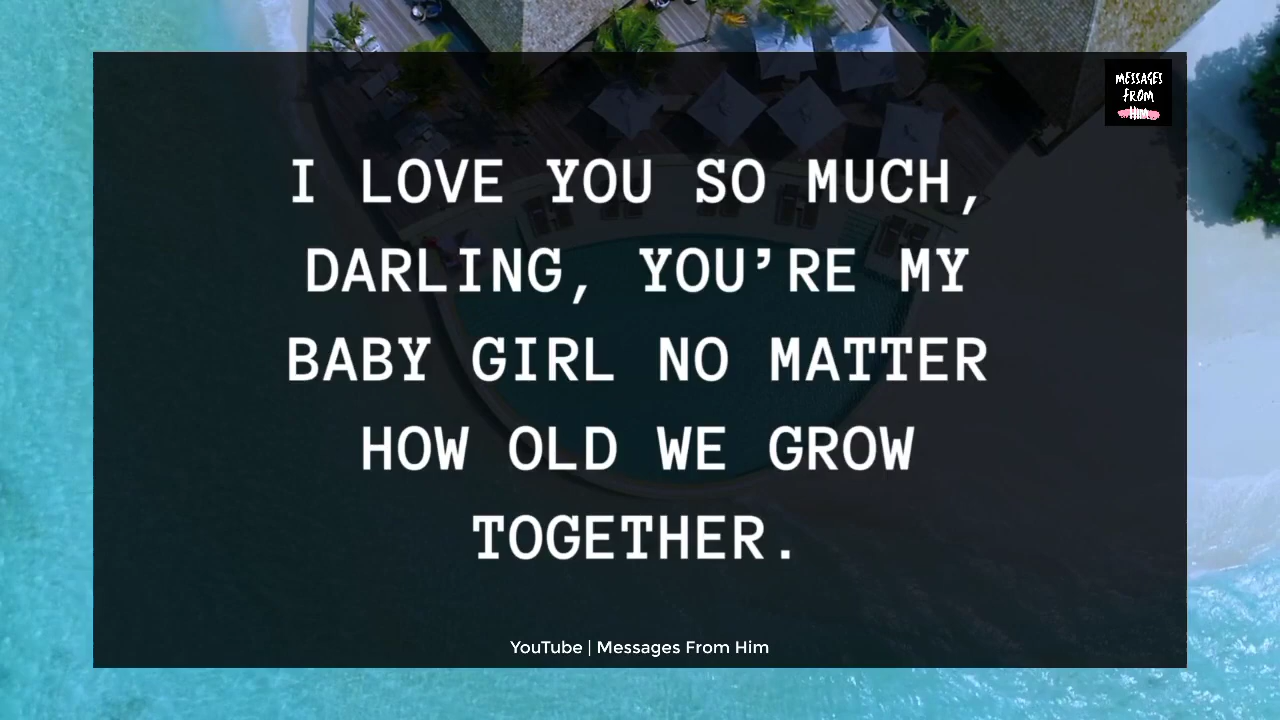 MESSAGES
FROM
Him
I LOVE YOU SO MUCH,
DARLING, YOU’RE MY
BABY GIRL NO MATTER
HOW OLD WE GROW
TOGETHER.
YouTube | Messages From Him